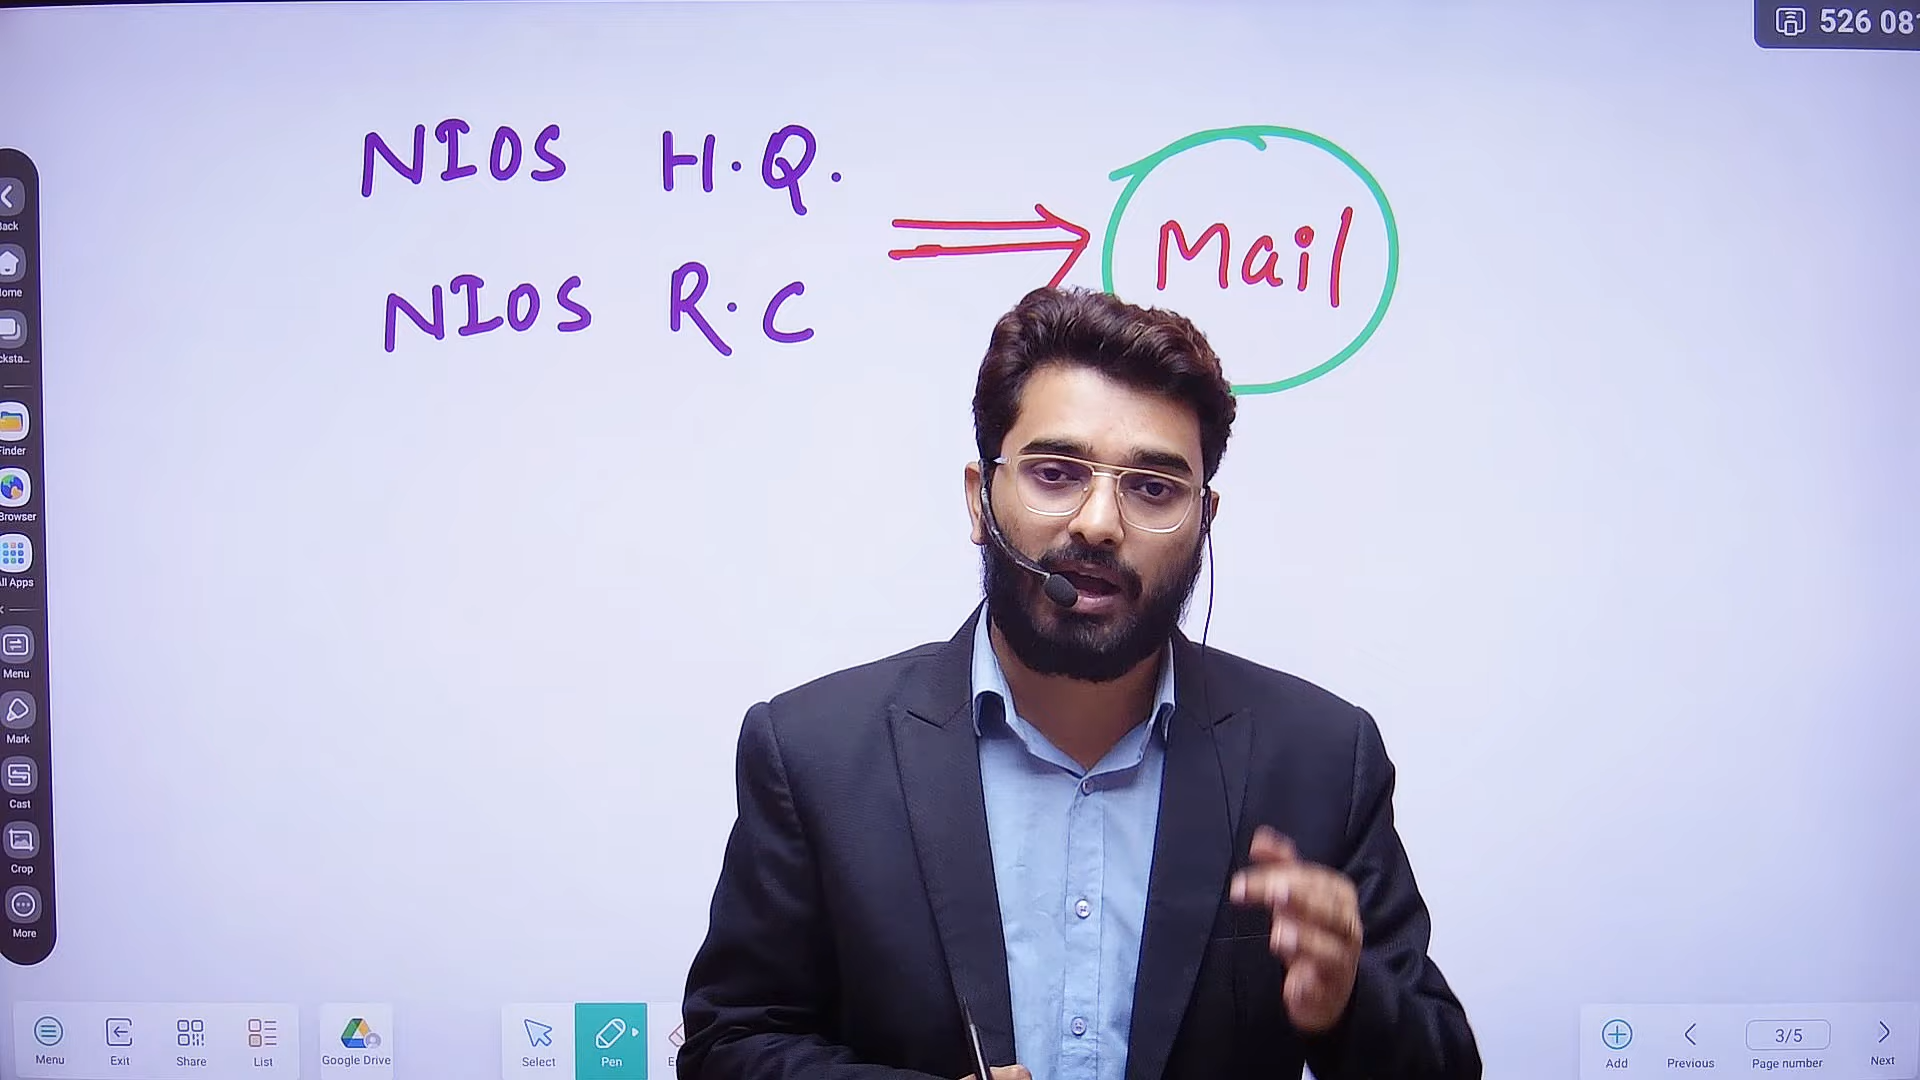 526 08
NIOS H.Q.
NIOS R.C
Mail
Back
Home
Finder
Browser
All Apps
Menu
Mark
Cast
Crop
More
Menu
Exit
Share
List
Google Drive
Select
Pen
Add
Previous
3/5
Page number
Next